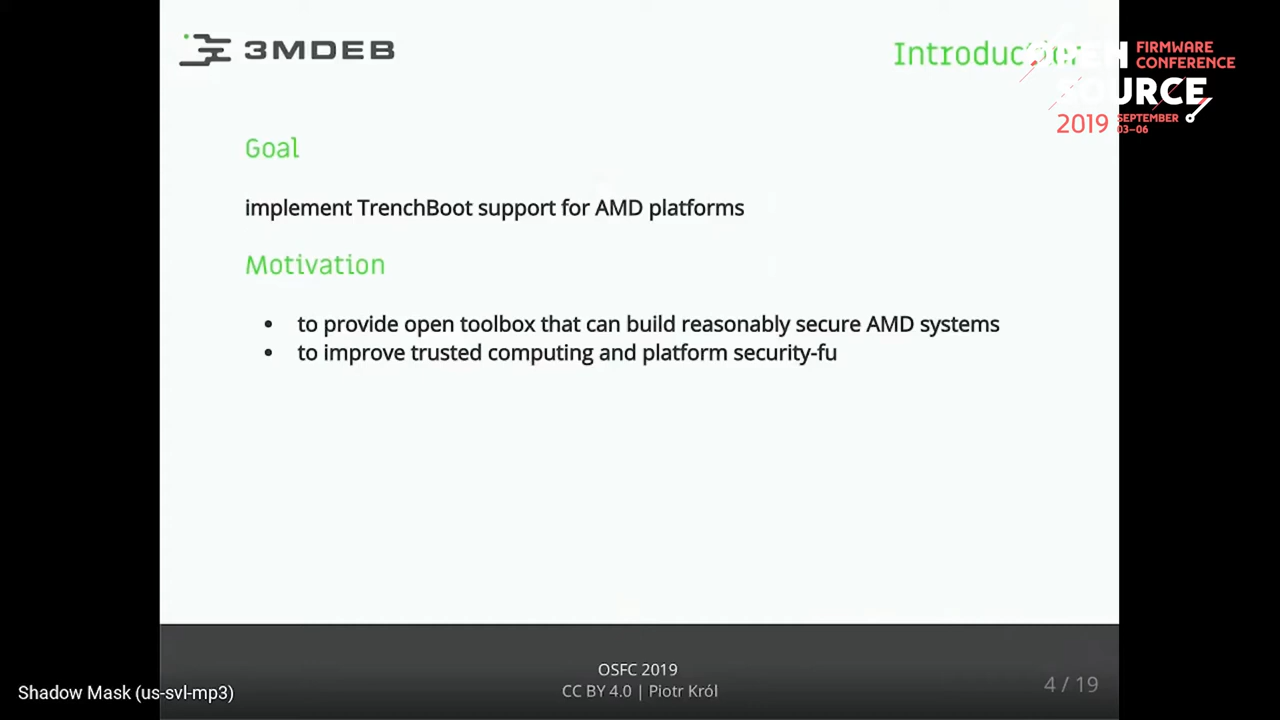 3MDEB
Introduction
OPEN SOURCE
FIRMWARE
CONFERENCE
2019
SEPTEMBER
03–06
Goal
implement TrenchBoot support for AMD platforms
Motivation
• to provide open toolbox that can build reasonably secure AMD systems
• to improve trusted computing and platform security-fu
OSFC 2019
CC BY 4.0 | Piotr Król
4 / 19
Shadow Mask (us-svl-mp3)